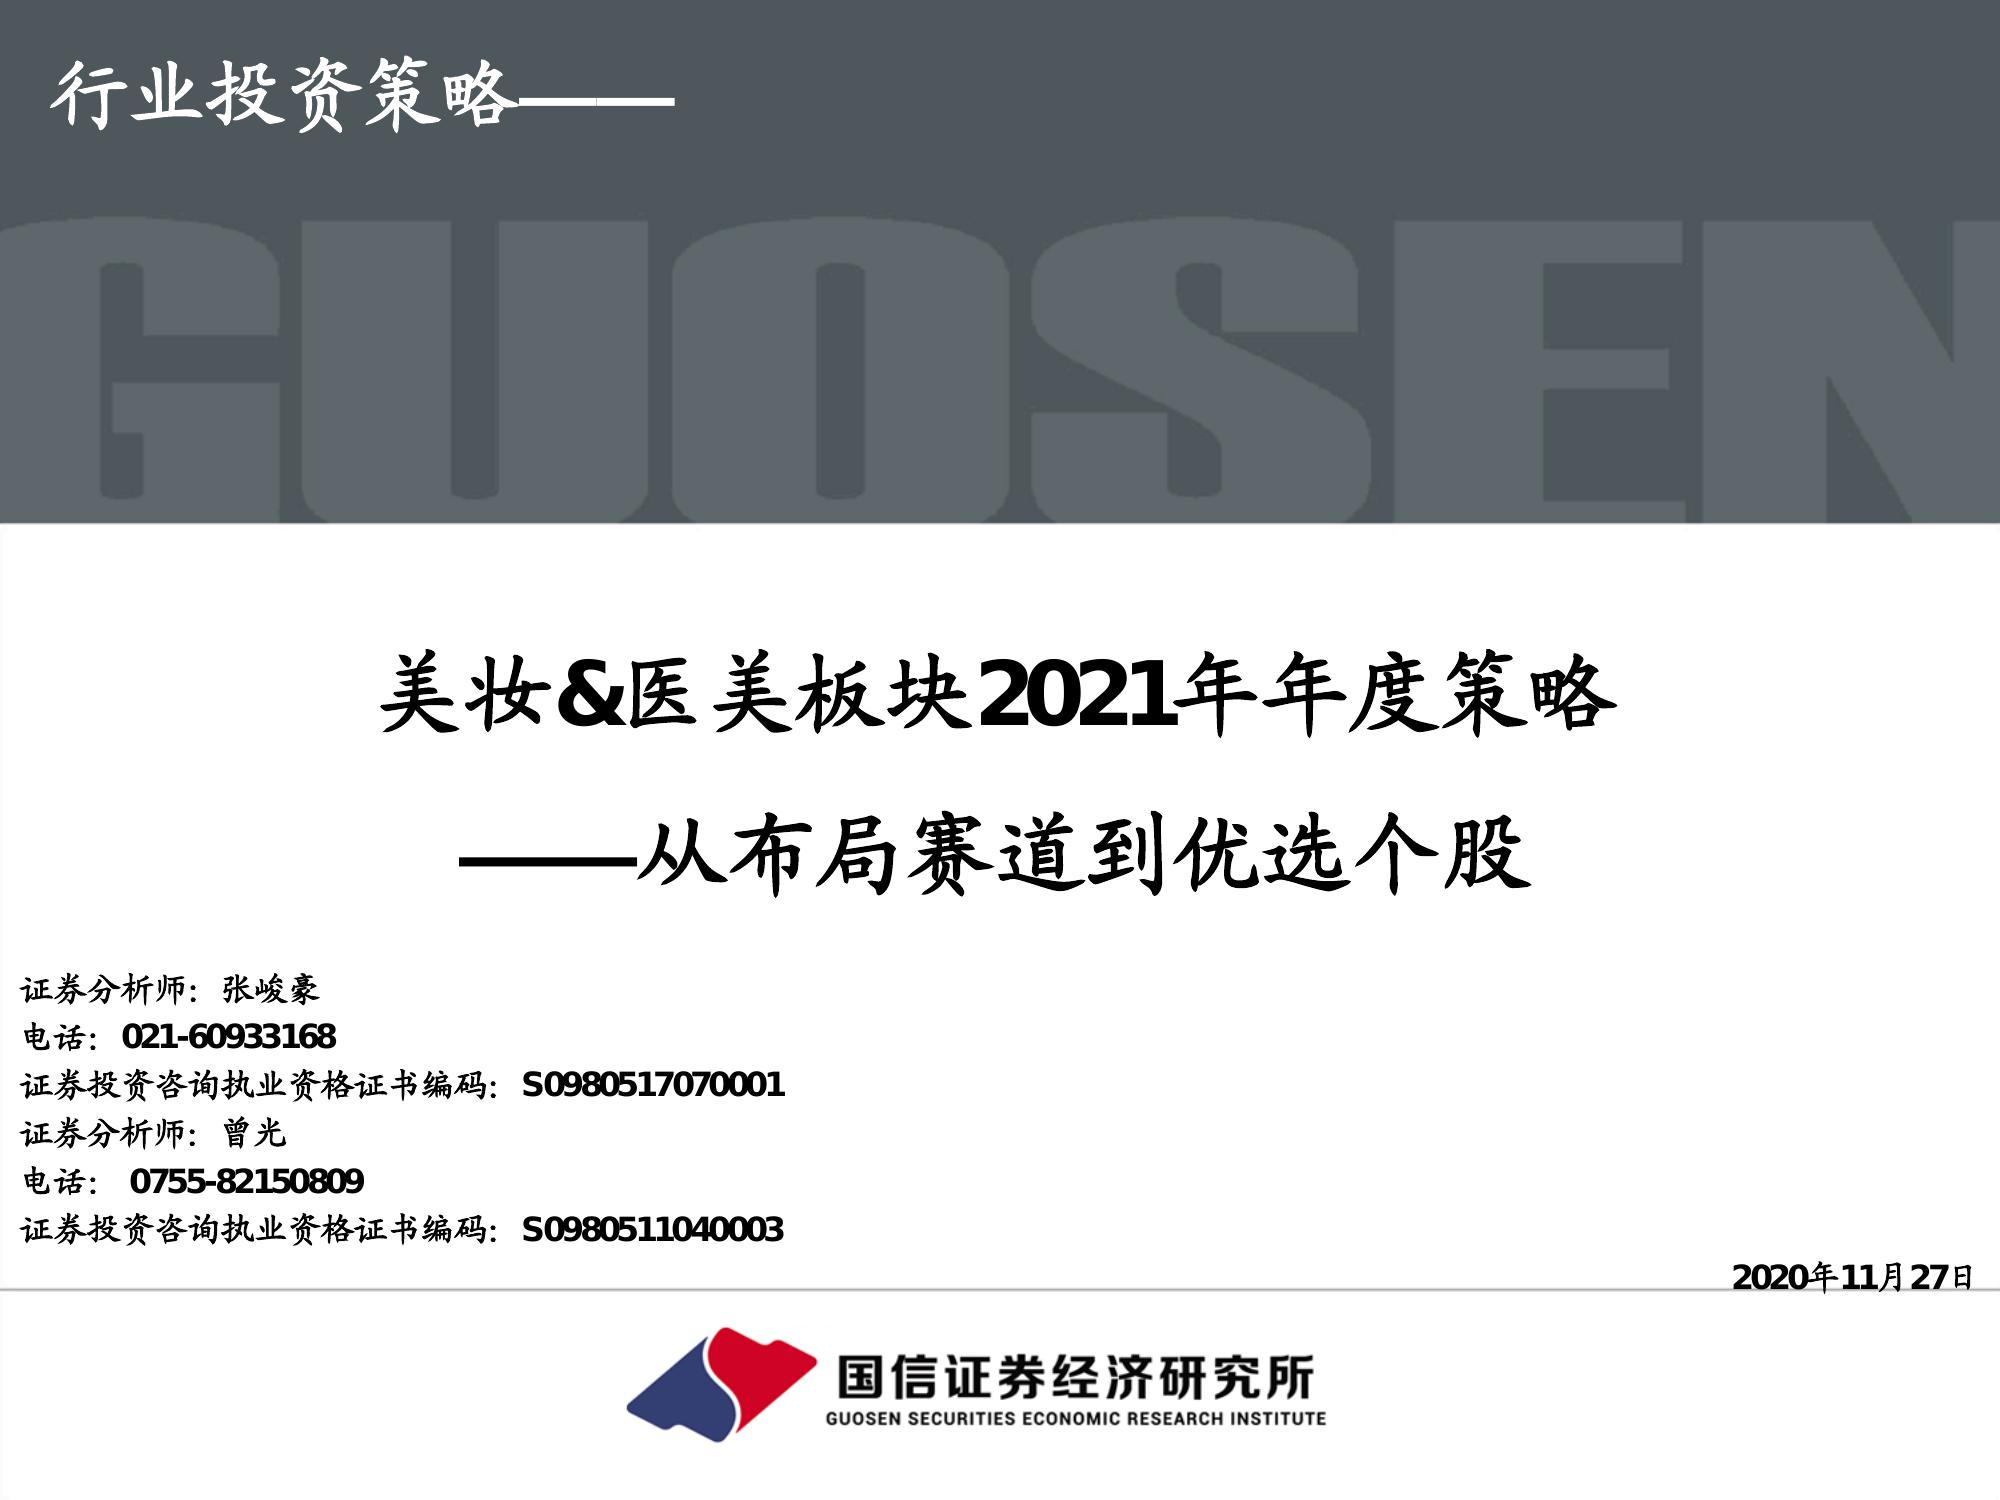 行业投资策略——
GUOSEN
美妆&医美板块2021年年度策略
——从布局赛道到优选个股
证券分析师：张峻豪
电话：021-60933168
证券投资咨询执业资格证书编码：S0980517070001
证券分析师：曾光
电话： 0755-82150809
证券投资咨询执业资格证书编码：S0980511040003
2020年11月27日
国信证券经济研究所
GUOSEN SECURITIES ECONOMIC RESEARCH INSTITUTE